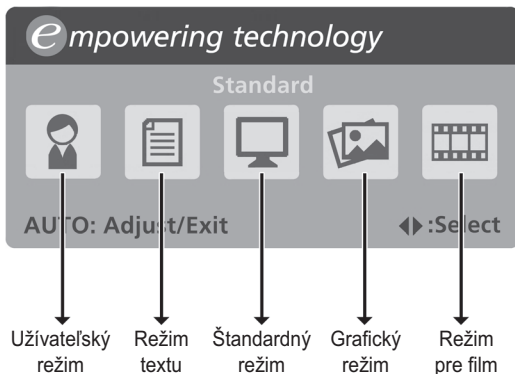 empowering technology
Standard
AUTO: Adjust/Exit ◀▶:Select
Užívateľský režim
Režim textu
Štandardný režim
Grafický režim
Režim pre film